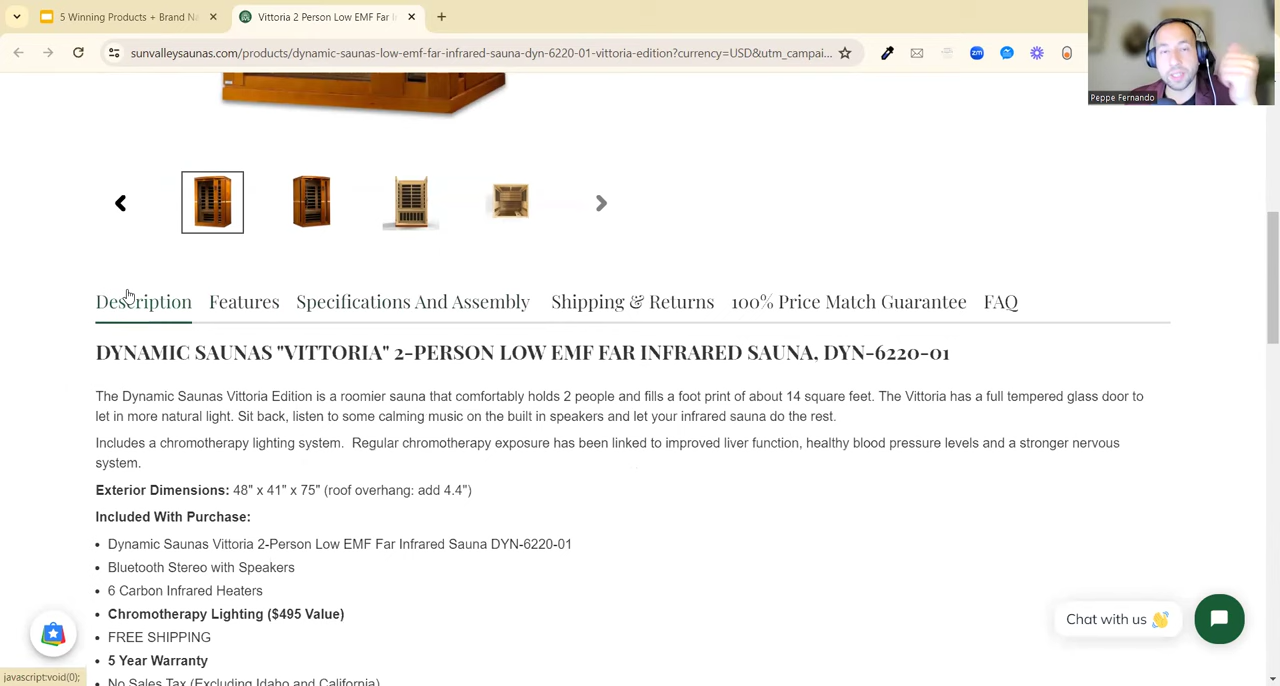 5 Winning Products + Brand Na
Vittoria 2 Person Low EMF Far I
sunvalleysaunas.com/products/dynamic-saunas-low-emf-far-infrared-sauna-dyn-6220-01-vittoria-edition?currency=USD&utm_campai...
zm
Peppe Fernando
Description Features Specifications And Assembly Shipping & Returns 100% Price Match Guarantee FAQ
DYNAMIC SAUNAS "VITTORIA" 2-PERSON LOW EMF FAR INFRARED SAUNA, DYN-6220-01
The Dynamic Saunas Vittoria Edition is a roomier sauna that comfortably holds 2 people and fills a foot print of about 14 square feet. The Vittoria has a full tempered glass door to
let in more natural light. Sit back, listen to some calming music on the built in speakers and let your infrared sauna do the rest.
Includes a chromotherapy lighting system. Regular chromotherapy exposure has been linked to improved liver function, healthy blood pressure levels and a stronger nervous
system.
Exterior Dimensions: 48" x 41" x 75" (roof overhang: add 4.4")
Included With Purchase:
• Dynamic Saunas Vittoria 2-Person Low EMF Far Infrared Sauna DYN-6220-01
• Bluetooth Stereo with Speakers
• 6 Carbon Infrared Heaters
• Chromotherapy Lighting ($495 Value)
• FREE SHIPPING
• 5 Year Warranty
• No Sales Tax (Excluding Idaho and California)
Chat with us 👋
javascript:void(0);